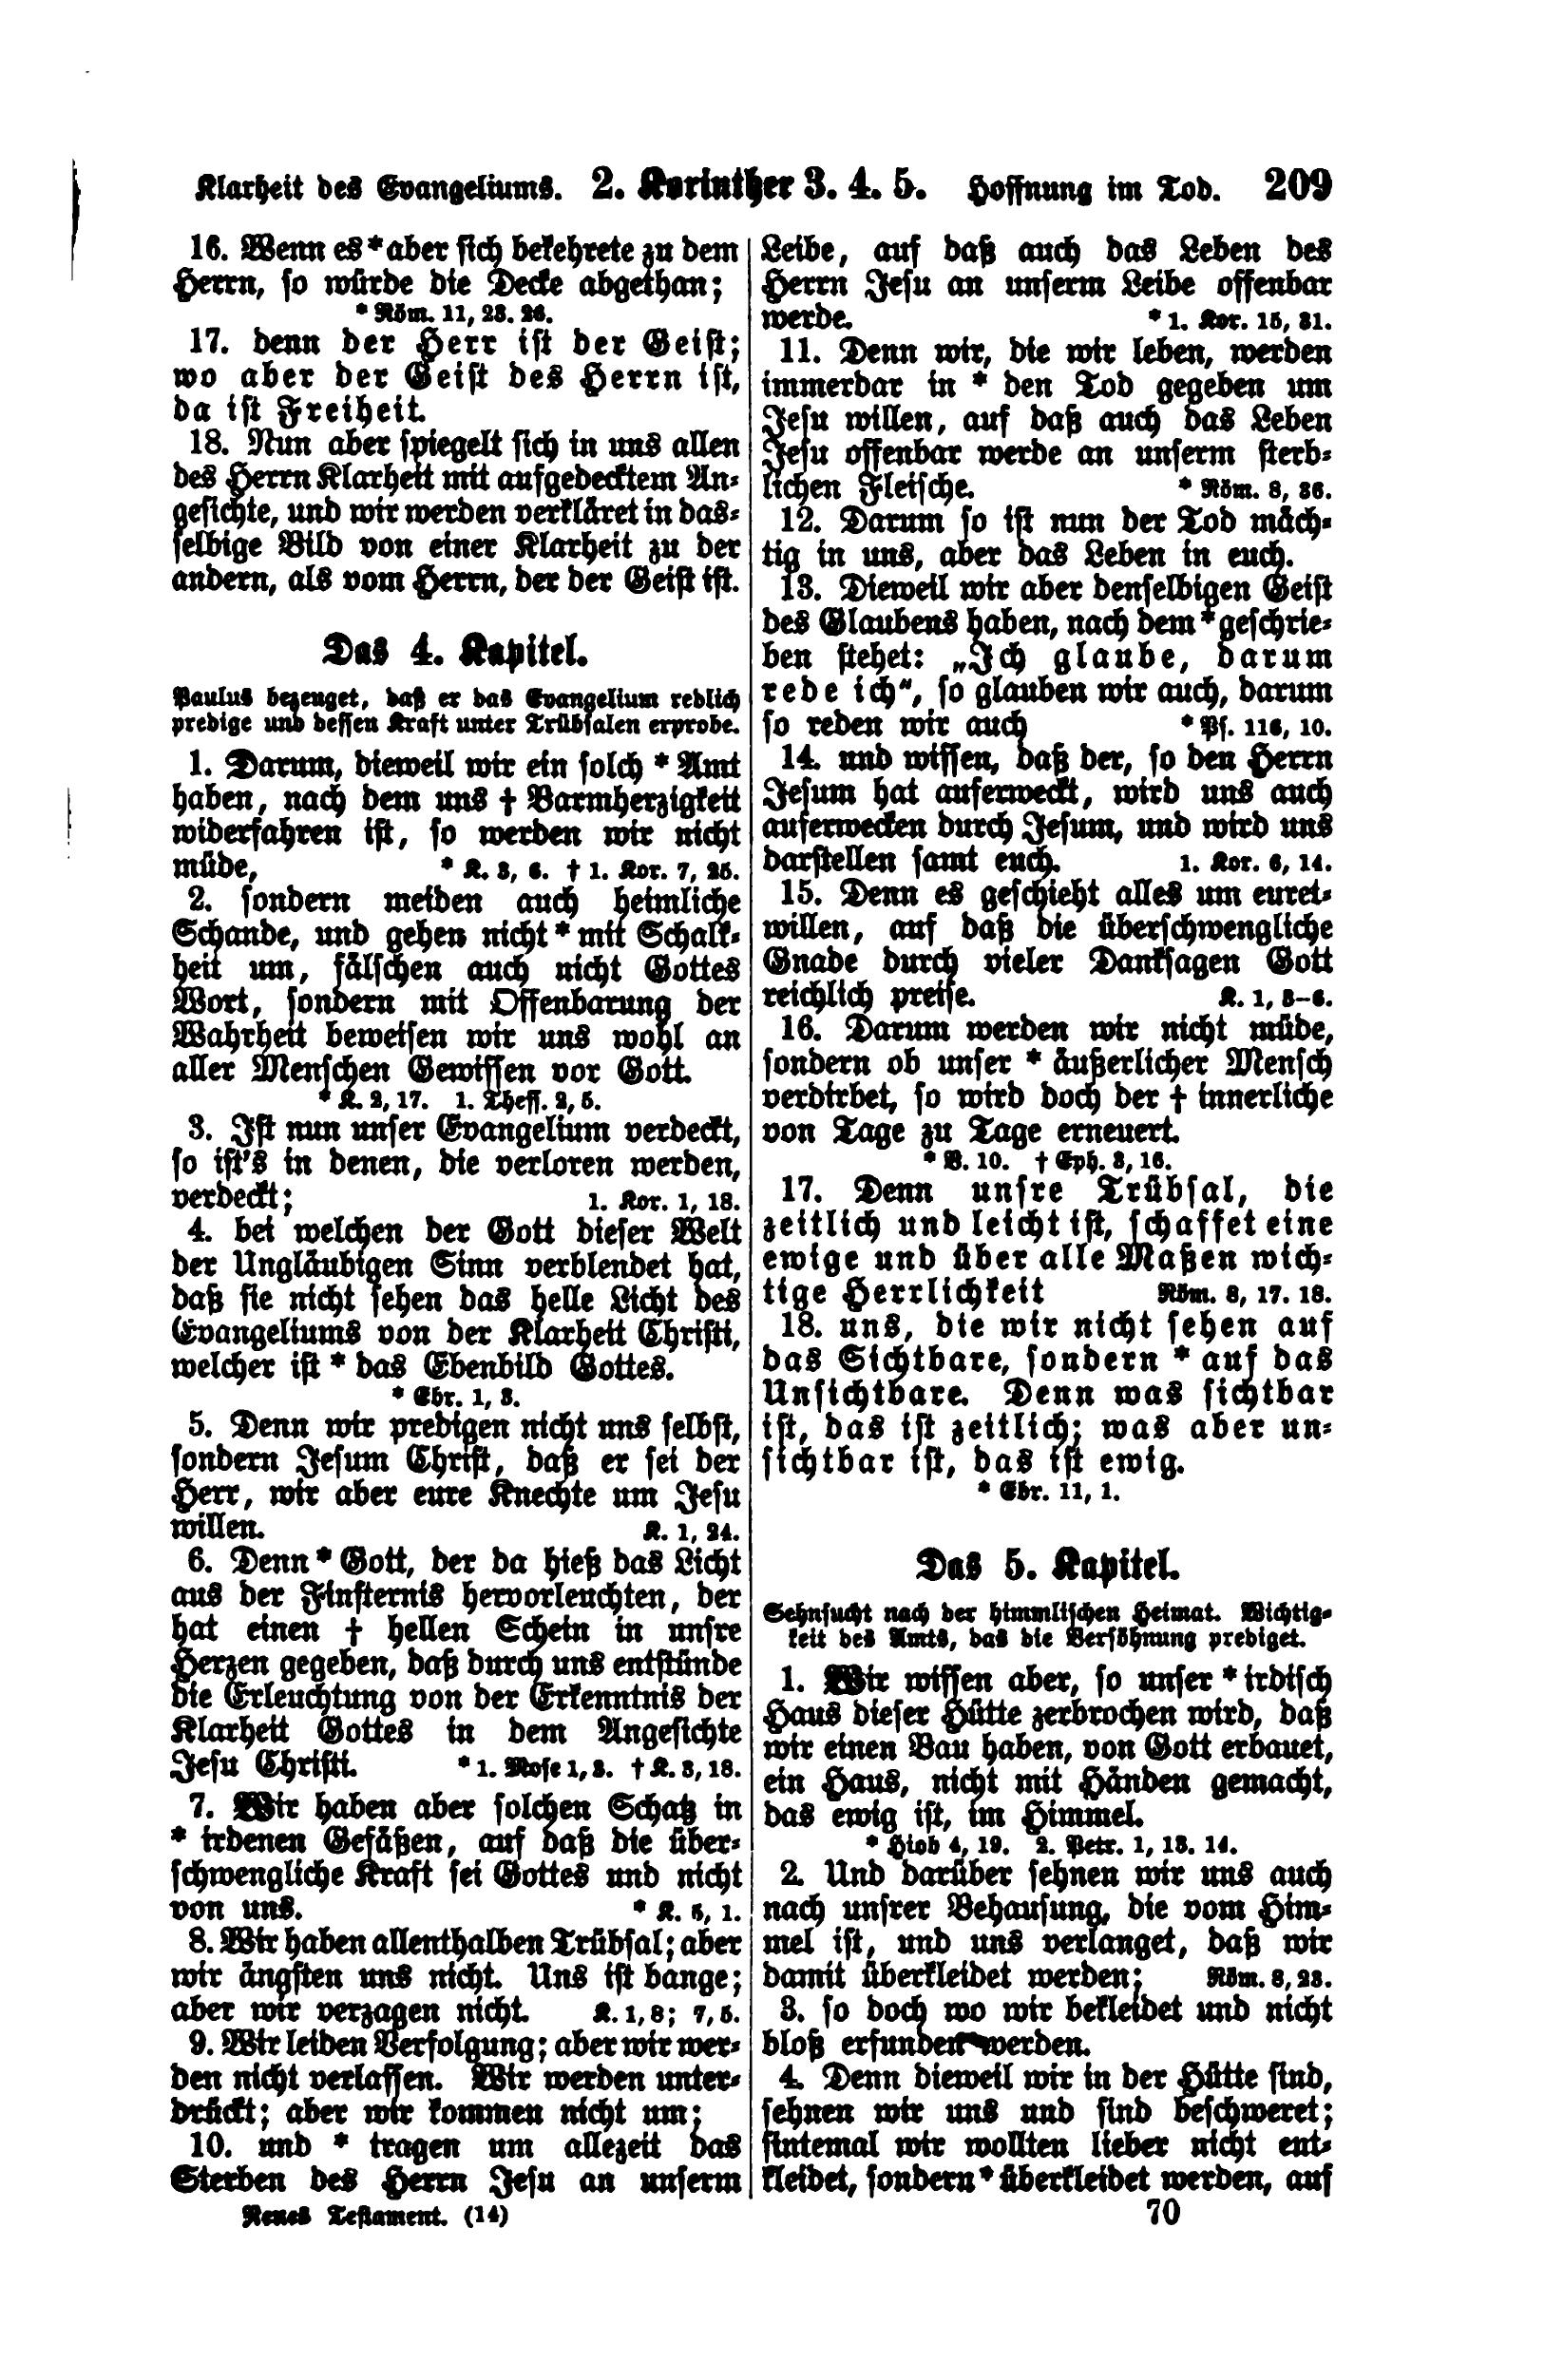 Klarheit des Evangeliums. 2. Korinther 3. 4. 5. Hoffnung im Tod. 209
16. Wenn es * aber sich bekehrete zu dem
Herrn, so würde die Decke abgethan;
* Röm. 11, 23. 26.
17. denn der Herr ist der Geist;
wo aber der Geist des Herrn ist,
da ist Freiheit.
18. Nun aber spiegelt sich in uns allen
des Herrn Klarheit mit aufgedecktem An-
gesichte, und wir werden verkläret in das-
selbige Bild von einer Klarheit zu der
andern, als vom Herrn, der der Geist ist.
Das 4. Kapitel.
Paulus bezeuget, daß er das Evangelium redlich
predige und dessen Kraft unter Trübsalen erprobe.
1. Darum, dieweil wir ein solch * Amt
haben, nach dem uns † Barmherzigkeit
widerfahren ist, so werden wir nicht
müde, * K. 3, 6. † 1. Kor. 7, 25.
2. sondern meiden auch heimliche
Schande, und gehen nicht * mit Schalk-
heit um, fälschen auch nicht Gottes
Wort, sondern mit Offenbarung der
Wahrheit beweisen wir uns wohl an
aller Menschen Gewissen vor Gott.
* K. 2, 17. 1. Thess. 2, 5.
3. Ist nun unser Evangelium verdeckt,
so ist's in denen, die verloren werden,
verdeckt; 1. Kor. 1, 18.
4. bei welchen der Gott dieser Welt
der Ungläubigen Sinn verblendet hat,
daß sie nicht sehen das helle Licht des
Evangeliums von der Klarheit Christi,
welcher ist * das Ebenbild Gottes.
* Ebr. 1, 3.
5. Denn wir predigen nicht uns selbst,
sondern Jesum Christ, daß er sei der
Herr, wir aber eure Knechte um Jesu
willen. K. 1, 24.
6. Denn * Gott, der da hieß das Licht
aus der Finsternis hervorleuchten, der
hat einen † hellen Schein in unsre
Herzen gegeben, daß durch uns entstünde
die Erleuchtung von der Erkenntnis der
Klarheit Gottes in dem Angesichte
Jesu Christi. * 1. Mose 1, 3. † K. 3, 18.
7. Wir haben aber solchen Schatz in
* irdenen Gefäßen, auf daß die über-
schwengliche Kraft sei Gottes und nicht
von uns. * K. 5, 1.
8. Wir haben allenthalben Trübsal; aber
wir ängsten uns nicht. Uns ist bange;
aber wir verzagen nicht. K. 1, 8; 7, 5.
9. Wir leiden Verfolgung; aber wir wer-
den nicht verlassen. Wir werden unter-
drückt; aber wir kommen nicht um;
10. und * tragen um allezeit das
Sterben des Herrn Jesu an unserm
Neues Testament. (14)
Leibe, auf daß auch das Leben des
Herrn Jesu an unserm Leibe offenbar
werde. * 1. Kor. 15, 31.
11. Denn wir, die wir leben, werden
immerdar in * den Tod gegeben um
Jesu willen, auf daß auch das Leben
Jesu offenbar werde an unserm sterb-
lichen Fleische. * Röm. 8, 36.
12. Darum so ist nun der Tod mäch-
tig in uns, aber das Leben in euch.
13. Dieweil wir aber denselbigen Geist
des Glaubens haben, nach dem * geschrie-
ben stehet: „Ich glaube, darum
rede ich“, so glauben wir auch, darum
so reden wir auch * Ps. 116, 10.
14. und wissen, daß der, so den Herrn
Jesum hat auferweckt, wird uns auch
auferwecken durch Jesum, und wird uns
darstellen samt euch. 1. Kor. 6, 14.
15. Denn es geschieht alles um euret-
willen, auf daß die überschwengliche
Gnade durch vieler Danksagen Gott
reichlich preise. K. 1, 3–6.
16. Darum werden wir nicht müde,
sondern ob unser * äußerlicher Mensch
verdirbet, so wird doch der † innerliche
von Tage zu Tage erneuert.
* V. 10. † Eph. 3, 16.
17. Denn unsre Trübsal, die
zeitlich und leicht ist, schaffet eine
ewige und über alle Maßen wich-
tige Herrlichkeit Röm. 8, 17. 18.
18. uns, die wir nicht sehen auf
das Sichtbare, sondern * auf das
Unsichtbare. Denn was sichtbar
ist, das ist zeitlich; was aber un-
sichtbar ist, das ist ewig.
* Ebr. 11, 1.
Das 5. Kapitel.
Sehnsucht nach der himmlischen Heimat. Wichtig-
keit des Amts, das die Versöhnung prediget.
1. Wir wissen aber, so unser * irdisch
Haus dieser Hütte zerbrochen wird, daß
wir einen Bau haben, von Gott erbauet,
ein Haus, nicht mit Händen gemacht,
das ewig ist, im Himmel.
* Hiob 4, 19. 2. Petr. 1, 13. 14.
2. Und darüber sehnen wir uns auch
nach unsrer Behausung, die vom Him-
mel ist, und uns verlanget, daß wir
damit überkleidet werden; Röm. 8, 23.
3. so doch wo wir bekleidet und nicht
bloß erfunden werden.
4. Denn dieweil wir in der Hütte sind,
sehnen wir uns und sind beschweret;
sintemal wir wollten lieber nicht ent-
kleidet, sondern * überkleidet werden, auf
70